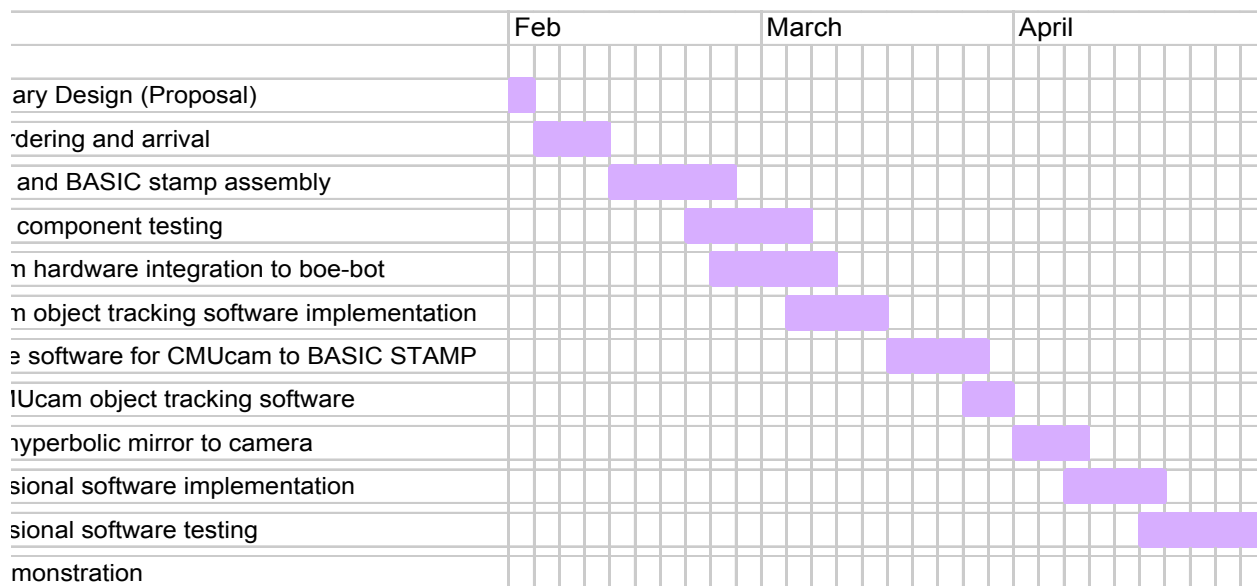 Feb March April
ary Design (Proposal)
rdering and arrival
and BASIC stamp assembly
component testing
m hardware integration to boe-bot
m object tracking software implementation
e software for CMUcam to BASIC STAMP
MUcam object tracking software
hyperbolic mirror to camera
sional software implementation
sional software testing
monstration